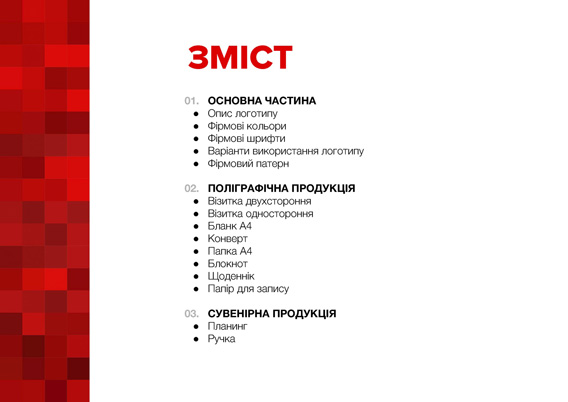 ЗМІСТ
01. ОСНОВНА ЧАСТИНА
● Опис логотипу
● Фірмові кольори
● Фірмові шрифти
● Варіанти використання логотипу
● Фірмовий патерн
02. ПОЛІГРАФІЧНА ПРОДУКЦІЯ
● Візитка двухстороння
● Візитка одностороння
● Бланк А4
● Конверт
● Папка А4
● Блокнот
● Щоденнік
● Папір для запису
03. СУВЕНІРНА ПРОДУКЦІЯ
● Планинг
● Ручка